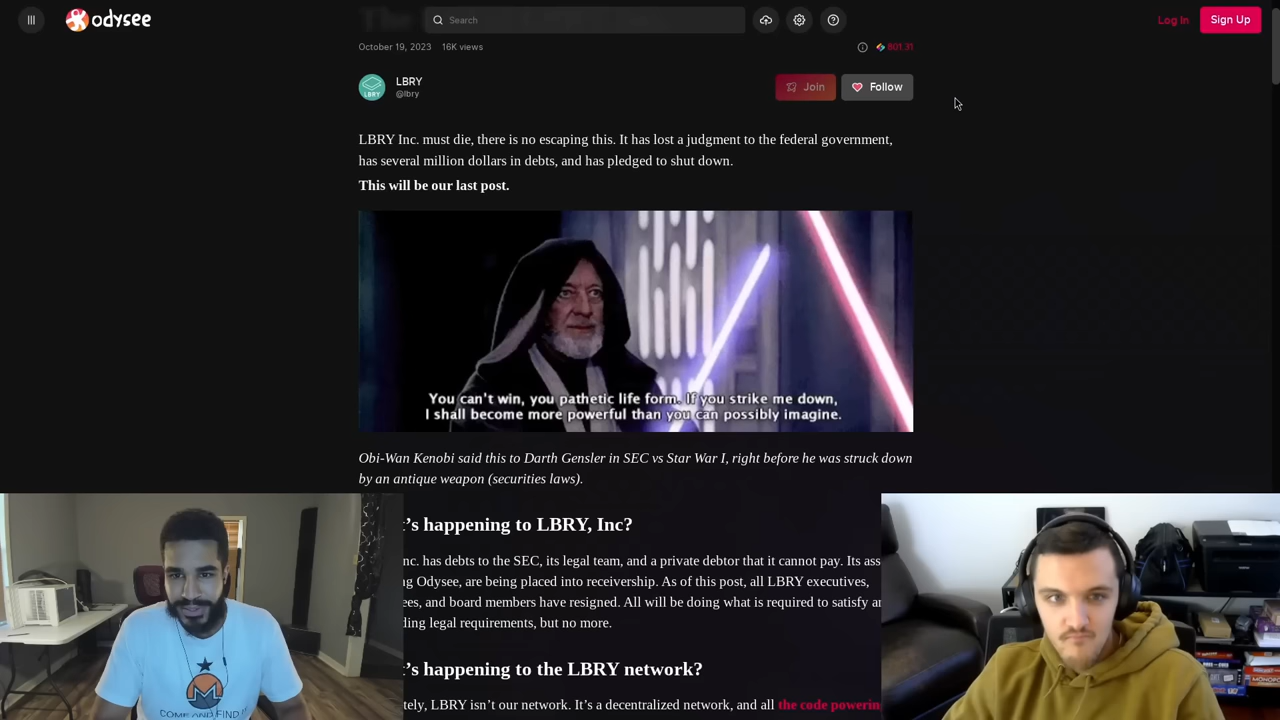 odysee
Search
Log In
Sign Up
October 19, 2023 16K views
801.31
LBRY
@lbry
LBRY
Join
Follow
LBRY Inc. must die, there is no escaping this. It has lost a judgment to the federal government,
has several million dollars in debts, and has pledged to shut down.
This will be our last post.
You can't win, you pathetic life form. If you strike me down,
I shall become more powerful than you can possibly imagine.
Obi-Wan Kenobi said this to Darth Gensler in SEC vs Star War I, right before he was struck down
by an antique weapon (securities laws).
t's happening to LBRY, Inc?
nc. has debts to the SEC, its legal team, and a private debtor that it cannot pay. Its ass
ng Odysee, are being placed into receivership. As of this post, all LBRY executives,
ees, and board members have resigned. All will be doing what is required to satisfy an
ding legal requirements, but no more.
t's happening to the LBRY network?
tely, LBRY isn't our network. It's a decentralized network, and all the code powerin
COME AND FIND I